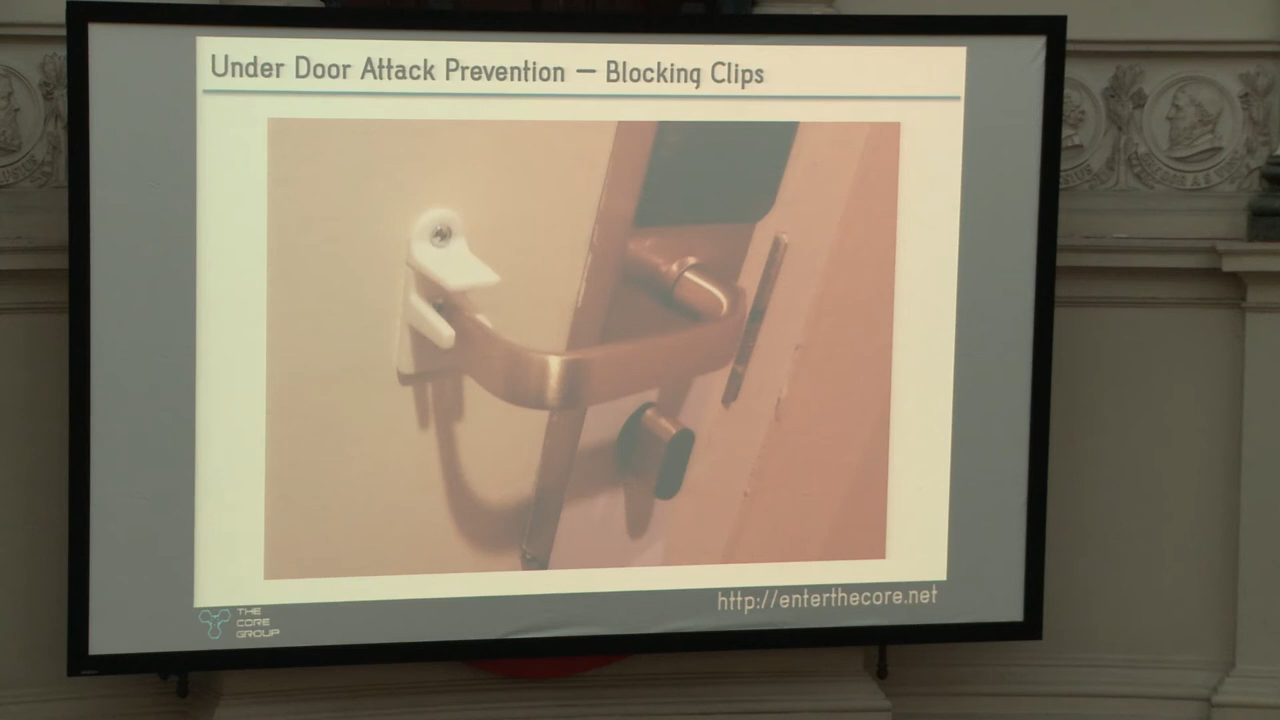 Under Door Attack Prevention – Blocking Clips
http://enterthecore.net
THE
CORE
GROUP